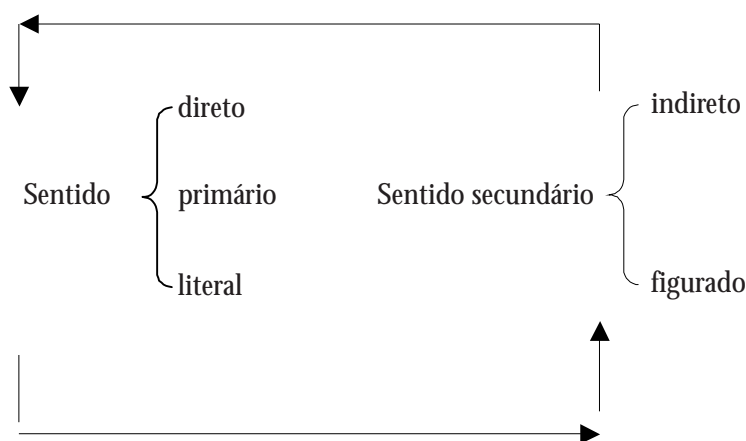 direto
indireto
Sentido
primário
Sentido secundário
literal
figurado